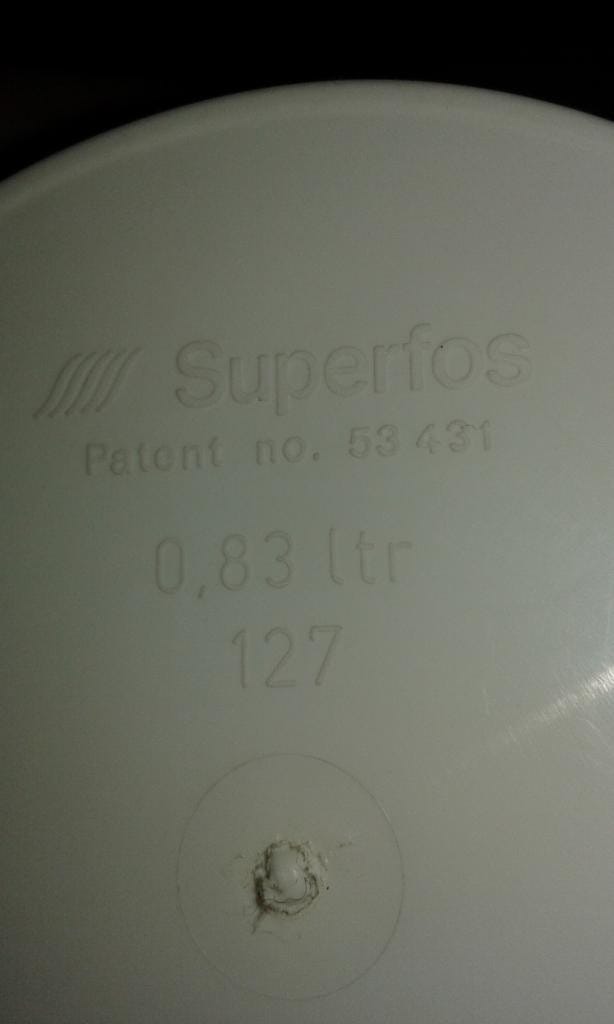 Superfos
Patent no. 53 431
0,83 ltr
127